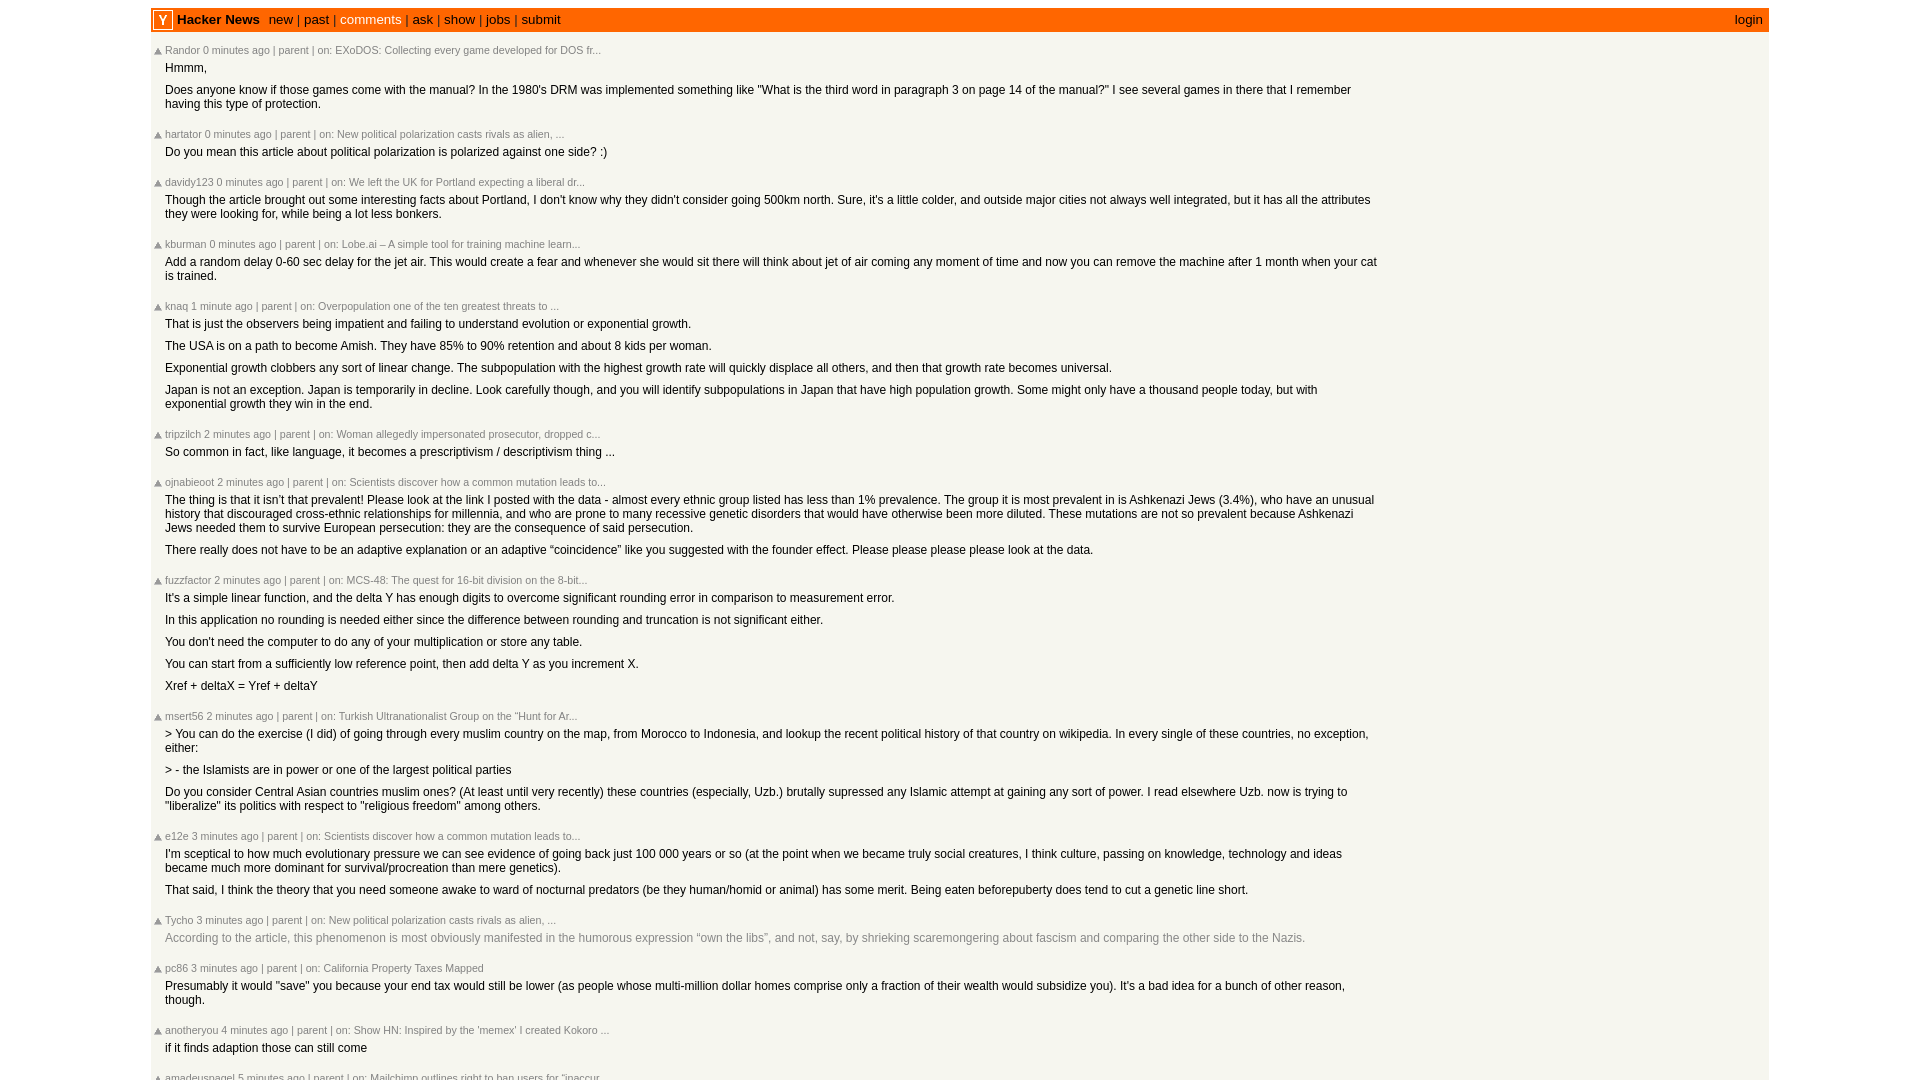 Y Hacker News new | past | comments | ask | show | jobs | submit login
Randor 0 minutes ago | parent | on: EXoDOS: Collecting every game developed for DOS fr...
Hmmm,
Does anyone know if those games come with the manual? In the 1980's DRM was implemented something like "What is the third word in paragraph 3 on page 14 of the manual?" I see several games in there that I remember
having this type of protection.
hartator 0 minutes ago | parent | on: New political polarization casts rivals as alien, ...
Do you mean this article about political polarization is polarized against one side? :)
davidy123 0 minutes ago | parent | on: We left the UK for Portland expecting a liberal dr...
Though the article brought out some interesting facts about Portland, I don't know why they didn't consider going 500km north. Sure, it's a little colder, and outside major cities not always well integrated, but it has all the attributes
they were looking for, while being a lot less bonkers.
kburman 0 minutes ago | parent | on: Lobe.ai – A simple tool for training machine learn...
Add a random delay 0-60 sec delay for the jet air. This would create a fear and whenever she would sit there will think about jet of air coming any moment of time and now you can remove the machine after 1 month when your cat
is trained.
knaq 1 minute ago | parent | on: Overpopulation one of the ten greatest threats to ...
That is just the observers being impatient and failing to understand evolution or exponential growth.
The USA is on a path to become Amish. They have 85% to 90% retention and about 8 kids per woman.
Exponential growth clobbers any sort of linear change. The subpopulation with the highest growth rate will quickly displace all others, and then that growth rate becomes universal.
Japan is not an exception. Japan is temporarily in decline. Look carefully though, and you will identify subpopulations in Japan that have high population growth. Some might only have a thousand people today, but with
exponential growth they win in the end.
tripzilch 2 minutes ago | parent | on: Woman allegedly impersonated prosecutor, dropped c...
So common in fact, like language, it becomes a prescriptivism / descriptivism thing ...
ojnabieoot 2 minutes ago | parent | on: Scientists discover how a common mutation leads to...
The thing is that it isn’t that prevalent! Please look at the link I posted with the data - almost every ethnic group listed has less than 1% prevalence. The group it is most prevalent in is Ashkenazi Jews (3.4%), who have an unusual
history that discouraged cross-ethnic relationships for millennia, and who are prone to many recessive genetic disorders that would have otherwise been more diluted. These mutations are not so prevalent because Ashkenazi
Jews needed them to survive European persecution: they are the consequence of said persecution.
There really does not have to be an adaptive explanation or an adaptive “coincidence” like you suggested with the founder effect. Please please please please look at the data.
fuzzfactor 2 minutes ago | parent | on: MCS-48: The quest for 16-bit division on the 8-bit...
It's a simple linear function, and the delta Y has enough digits to overcome significant rounding error in comparison to measurement error.
In this application no rounding is needed either since the difference between rounding and truncation is not significant either.
You don't need the computer to do any of your multiplication or store any table.
You can start from a sufficiently low reference point, then add delta Y as you increment X.
Xref + deltaX = Yref + deltaY
msert56 2 minutes ago | parent | on: Turkish Ultranationalist Group on the “Hunt for Ar...
> You can do the exercise (I did) of going through every muslim country on the map, from Morocco to Indonesia, and lookup the recent political history of that country on wikipedia. In every single of these countries, no exception,
either:
> - the Islamists are in power or one of the largest political parties
Do you consider Central Asian countries muslim ones? (At least until very recently) these countries (especially, Uzb.) brutally supressed any Islamic attempt at gaining any sort of power. I read elsewhere Uzb. now is trying to
"liberalize" its politics with respect to "religious freedom" among others.
e12e 3 minutes ago | parent | on: Scientists discover how a common mutation leads to...
I'm sceptical to how much evolutionary pressure we can see evidence of going back just 100 000 years or so (at the point when we became truly social creatures, I think culture, passing on knowledge, technology and ideas
became much more dominant for survival/procreation than mere genetics).
That said, I think the theory that you need someone awake to ward of nocturnal predators (be they human/homid or animal) has some merit. Being eaten beforepuberty does tend to cut a genetic line short.
Tycho 3 minutes ago | parent | on: New political polarization casts rivals as alien, ...
According to the article, this phenomenon is most obviously manifested in the humorous expression “own the libs”, and not, say, by shrieking scaremongering about fascism and comparing the other side to the Nazis.
pc86 3 minutes ago | parent | on: California Property Taxes Mapped
Presumably it would "save" you because your end tax would still be lower (as people whose multi-million dollar homes comprise only a fraction of their wealth would subsidize you). It's a bad idea for a bunch of other reason,
though.
anotheryou 4 minutes ago | parent | on: Show HN: Inspired by the 'memex' I created Kokoro ...
if it finds adaption those can still come
amadeuspagel 5 minutes ago | parent | on: Mailchimp outlines right to ban users for “inaccur...